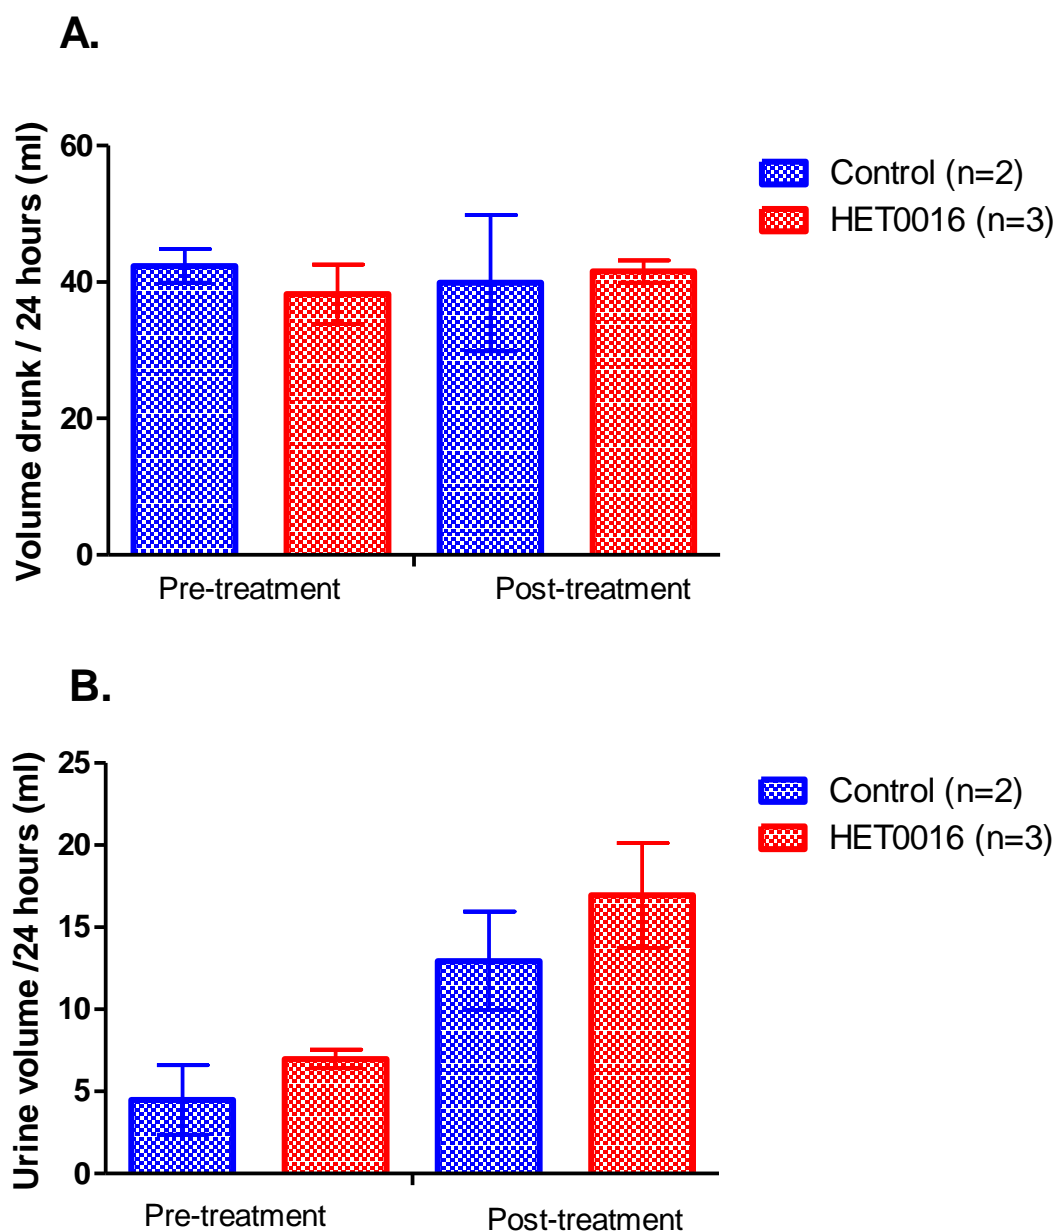 A.
Volume drunk / 24 hours (ml)
60
40
20
0
Pre-treatment
Post-treatment
Control (n=2)
HET0016 (n=3)
B.
Urine volume /24 hours (ml)
25
20
15
10
5
0
Pre-treatment
Post-treatment
Control (n=2)
HET0016 (n=3)